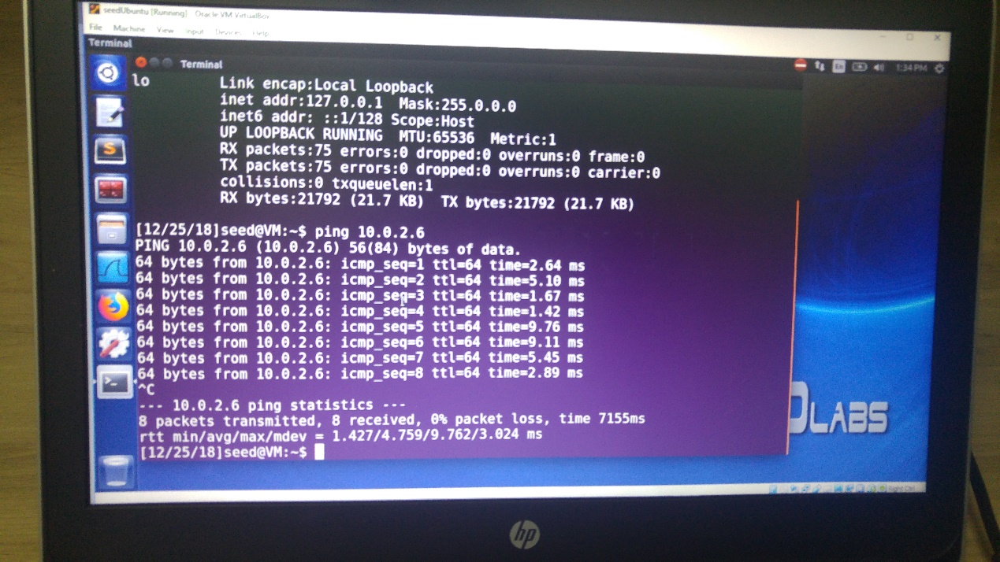 seedUbuntu [Running] Oracle VM VirtualBox
File Machine View Input Devices Help
Terminal
Terminal
En
1:34 PM
lo Link encap:Local Loopback
inet addr:127.0.0.1 Mask:255.0.0.0
inet6 addr: ::1/128 Scope:Host
UP LOOPBACK RUNNING MTU:65536 Metric:1
RX packets:75 errors:0 dropped:0 overruns:0 frame:0
TX packets:75 errors:0 dropped:0 overruns:0 carrier:0
collisions:0 txqueuelen:1
RX bytes:21792 (21.7 KB) TX bytes:21792 (21.7 KB)
[12/25/18]seed@VM:~$ ping 10.0.2.6
PING 10.0.2.6 (10.0.2.6) 56(84) bytes of data.
64 bytes from 10.0.2.6: icmp_seq=1 ttl=64 time=2.64 ms
64 bytes from 10.0.2.6: icmp_seq=2 ttl=64 time=5.10 ms
64 bytes from 10.0.2.6: icmp_seq=3 ttl=64 time=1.67 ms
64 bytes from 10.0.2.6: icmp_seq=4 ttl=64 time=1.42 ms
64 bytes from 10.0.2.6: icmp_seq=5 ttl=64 time=9.76 ms
64 bytes from 10.0.2.6: icmp_seq=6 ttl=64 time=9.11 ms
64 bytes from 10.0.2.6: icmp_seq=7 ttl=64 time=5.45 ms
64 bytes from 10.0.2.6: icmp_seq=8 ttl=64 time=2.89 ms
^C
--- 10.0.2.6 ping statistics ---
8 packets transmitted, 8 received, 0% packet loss, time 7155ms
rtt min/avg/max/mdev = 1.427/4.759/9.762/3.024 ms
[12/25/18]seed@VM:~$
D LABS
Right Ctrl
hp